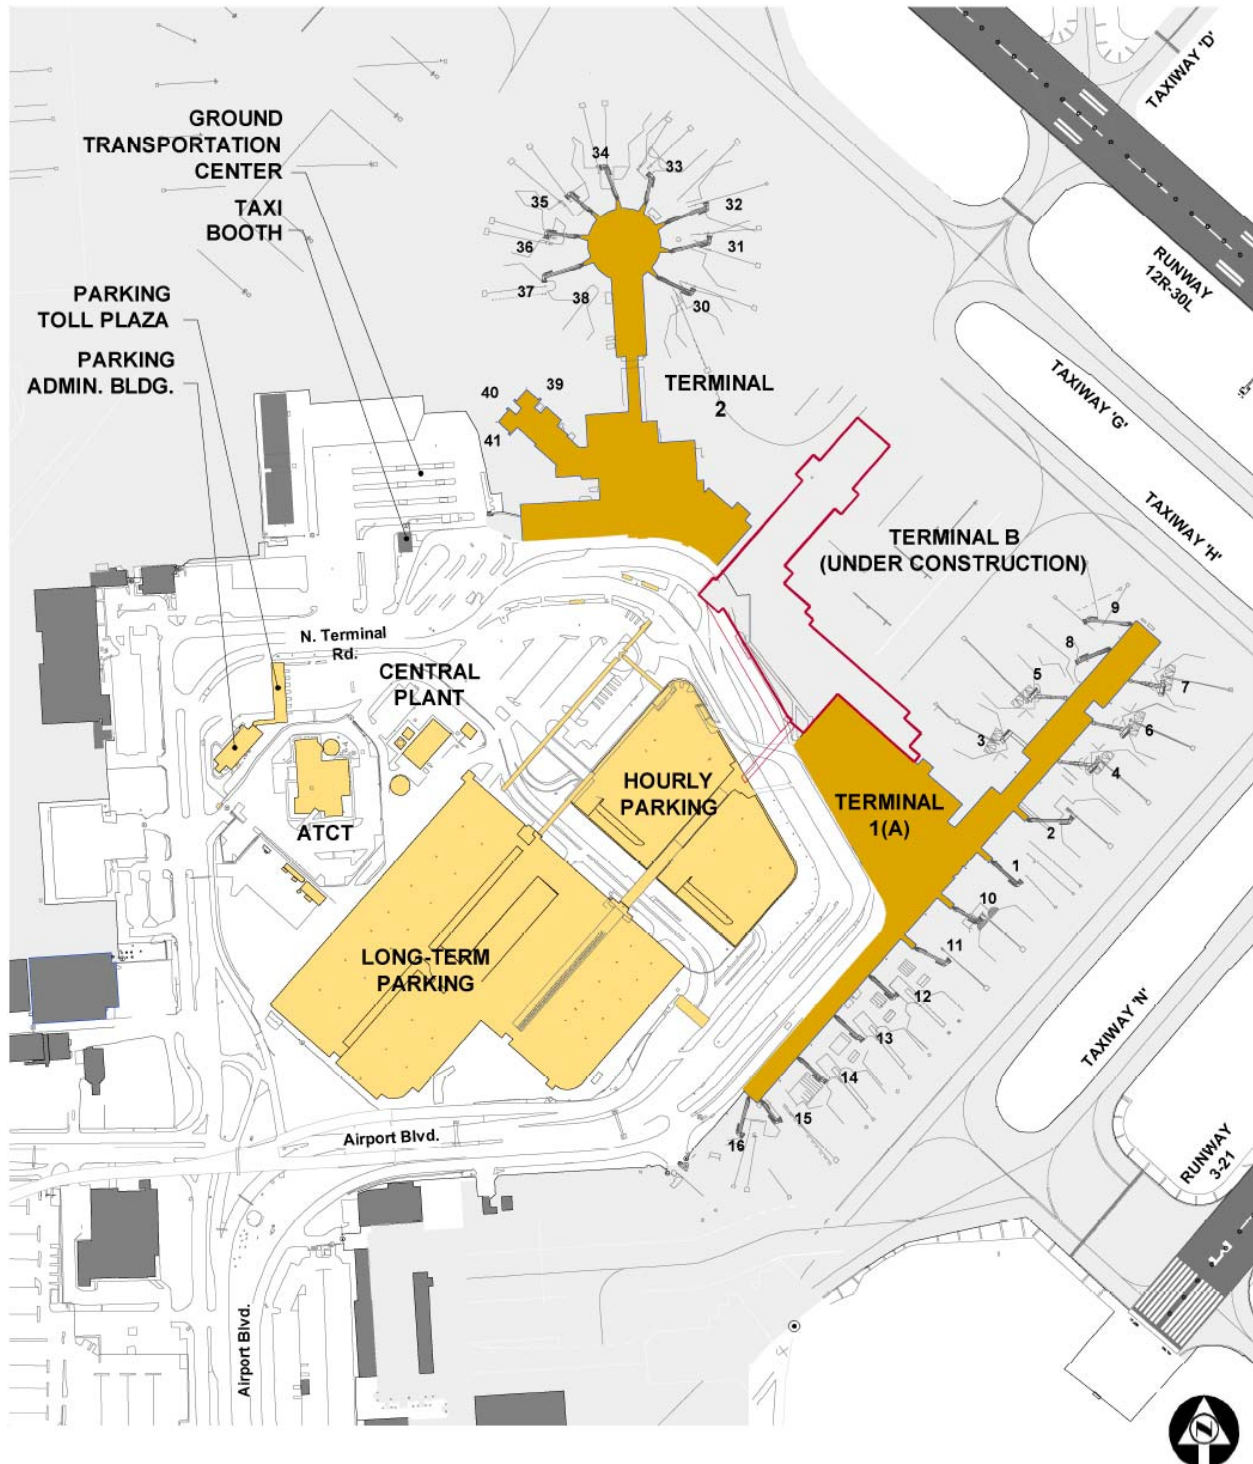 TAXIWAY 'D'
GROUND
TRANSPORTATION
CENTER
TAXI
BOOTH
PARKING
TOLL PLAZA
PARKING
ADMIN. BLDG.
34
33
35
32
36
31
37
38
30
RUNWAY
12R-30L
TERMINAL
2
40
39
41
TAXIWAY 'G'
TAXIWAY 'H'
TERMINAL B
(UNDER CONSTRUCTION)
N. Terminal
Rd.
CENTRAL
PLANT
9
8
5
7
3
6
4
2
1
10
11
12
13
14
15
16
HOURLY
PARKING
TERMINAL
1(A)
ATCT
LONG-TERM
PARKING
TAXIWAY 'N'
Airport Blvd.
RUNWAY
3-21
Airport Blvd.
3
N